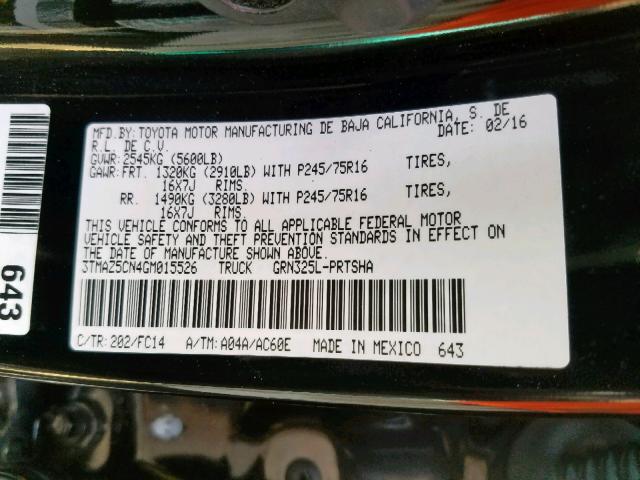 MFD.BY:TOYOTA MOTOR MANUFACTURING DE BAJA CALIFORNIA, S. DE
R.L. DE C.V. DATE: 02/16
GVWR:2545KG (5600LB)
GAWR:FRT. 1320KG (2910LB) WITH P245/75R16 TIRES,
16X7J RIMS.
RR. 1490KG (3280LB) WITH P245/75R16 TIRES,
16X7J RIMS.
THIS VEHICLE CONFORMS TO ALL APPLICABLE FEDERAL MOTOR
VEHICLE SAFETY AND THEFT PREVENTION STANDARDS IN EFFECT ON
THE DATE OF MANUFACTURE SHOWN ABOVE.
3TMAZ5CN4GM015526 TRUCK GRN325L-PRTSHA
C/TR:202/FC14 A/TM:A04A/AC60E MADE IN MEXICO 643
643